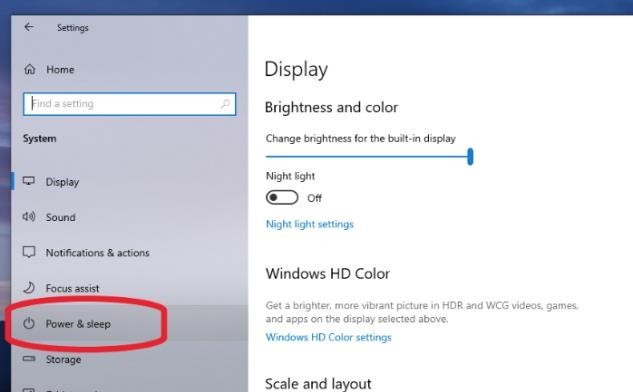 Settings
Home
Find a setting
System
Display
Sound
Notifications & actions
Focus assist
Power & sleep
Storage
Display
Brightness and color
Change brightness for the built-in display
Night light
Off
Night light settings
Windows HD Color
Get a brighter, more vibrant picture in HDR and WCG videos, games,
and apps on the display selected above.
Windows HD Color settings
Scale and layout